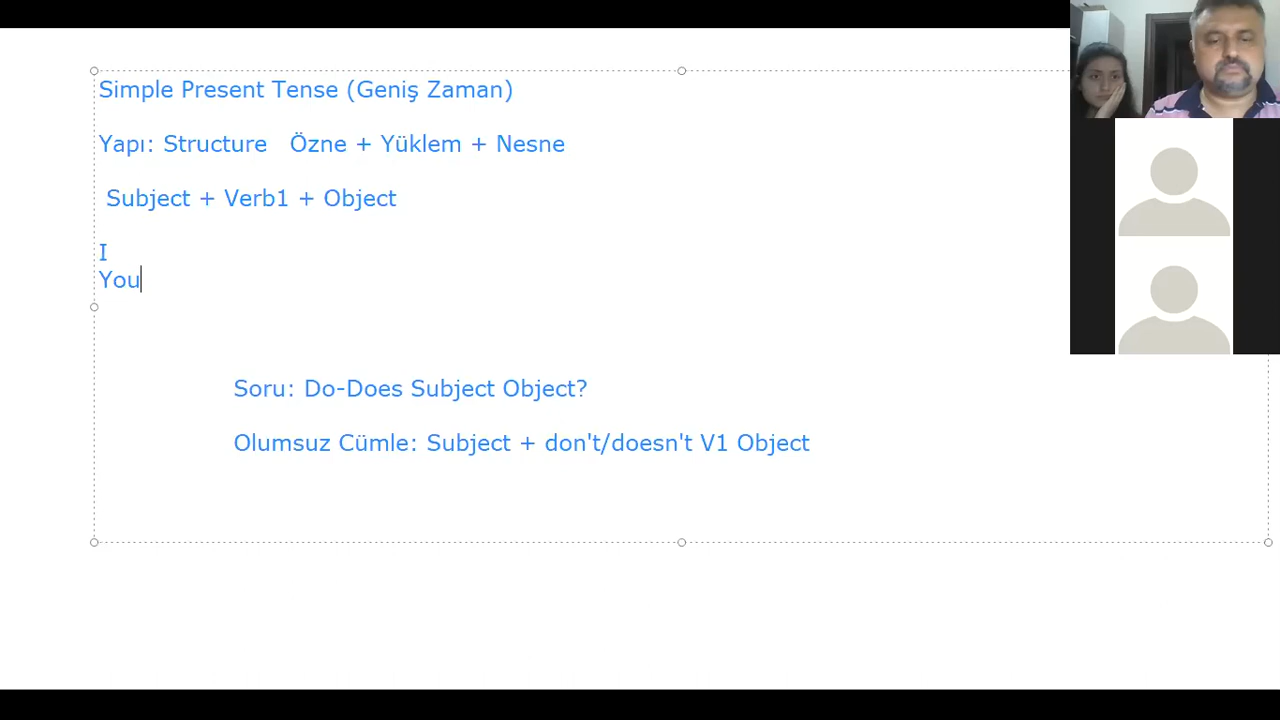 Simple Present Tense (Geniş Zaman)
Yapı: Structure Özne + Yüklem + Nesne
Subject + Verb1 + Object
I
You
Soru: Do-Does Subject Object?
Olumsuz Cümle: Subject + don't/doesn't V1 Object